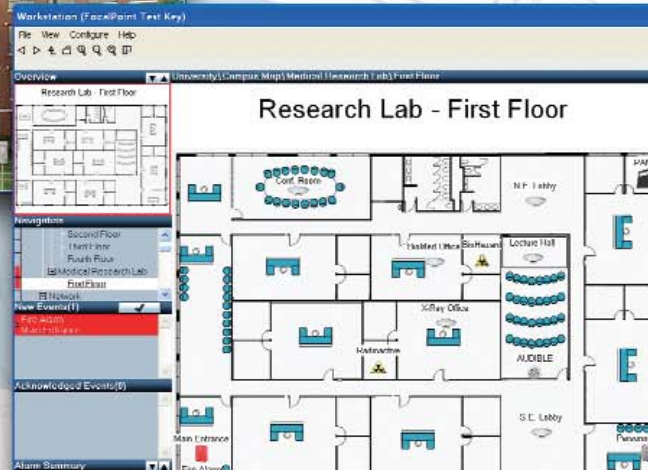 Workstation (FocalPoint Test Key)
File View Configure Help
Overview
University\Campus Map\Medical Research Lab\First Floor
Research Lab - First Floor
Research Lab - First Floor
Conf. Room
N.E. Lobby
Navigation
Second Floor
Third Floor
Fourth Floor
Medical Research Lab
First Floor
Network
BioMed Office
BioHazard
Lecture Hall
New Events(1)
Fire Alarm
Main Entrance
X-Ray Office
Radioactive
AUDIBLE
Acknowledged Events(0)
S.E. Lobby
Main Entrance
Fire Alarm
Alarm Summary